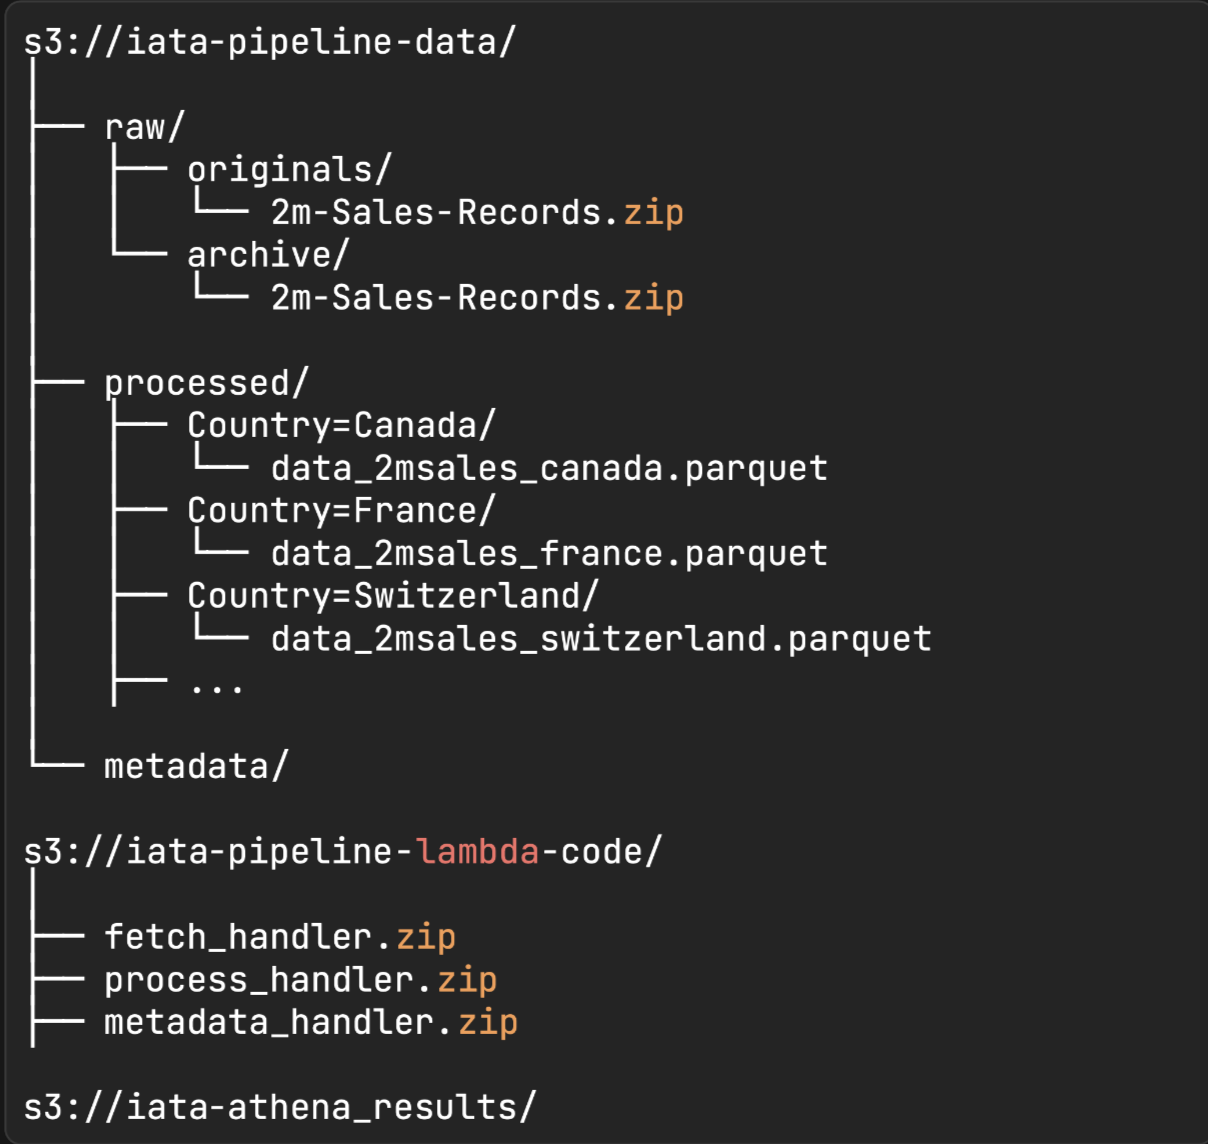 s3://iata-pipeline-data/
│
├── raw/
│   ├── originals/
│   │   └── 2m-Sales-Records.zip
│   └── archive/
│       └── 2m-Sales-Records.zip
│
├── processed/
│   ├── Country=Canada/
│   │   └── data_2msales_canada.parquet
│   ├── Country=France/
│   │   └── data_2msales_france.parquet
│   ├── Country=Switzerland/
│   │   └── data_2msales_switzerland.parquet
│   ├── ...
│
└── metadata/

s3://iata-pipeline-lambda-code/
│
├── fetch_handler.zip
├── process_handler.zip
├── metadata_handler.zip

s3://iata-athena_results/